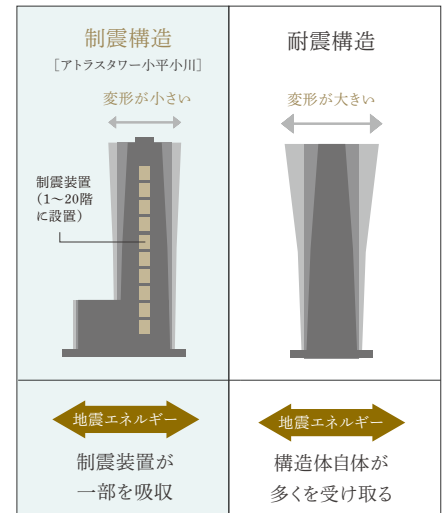 制震構造
［アトラスタワー小平小川］
変形が小さい
制震装置
（1〜20階
に設置）
地震エネルギー
制震装置が
一部を吸収
耐震構造
変形が大きい
地震エネルギー
構造体自体が
多くを受け取る